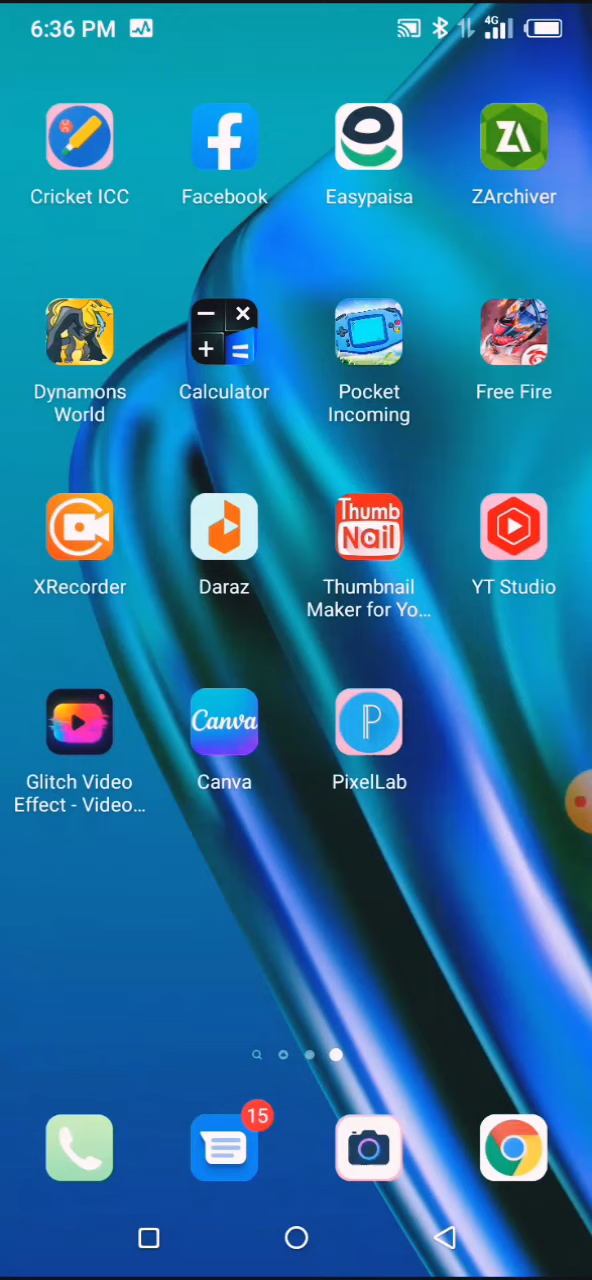 6:36 PM
4G
Cricket ICC
Facebook
Easypaisa
ZA
ZArchiver
Dynamons
World
Calculator
Pocket
Incoming
Free Fire
XRecorder
Daraz
Thumb
Nail
Thumbnail
Maker for Yo...
YT Studio
Glitch Video
Effect - Video...
Canva
Canva
P
PixelLab
15